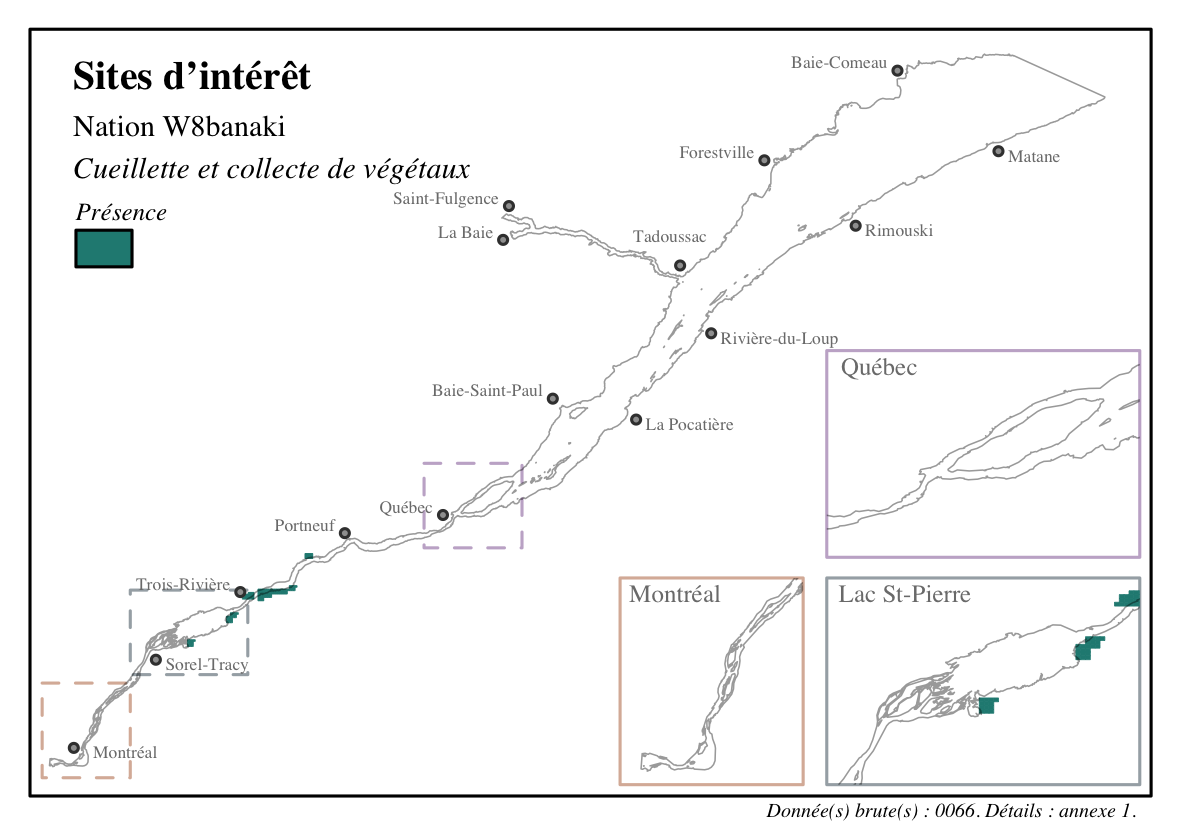 Sites d’intérêt
Nation W8banaki
Cueillette et collecte de végétaux
Présence
Baie-Comeau
Forestville
Matane
Saint-Fulgence
La Baie
Tadoussac
Rimouski
Rivière-du-Loup
Baie-Saint-Paul
La Pocatière
Québec
Portneuf
Trois-Rivière
Sorel-Tracy
Montréal
Québec
Montréal
Lac St-Pierre
Donnée(s) brute(s) : 0066. Détails : annexe 1.